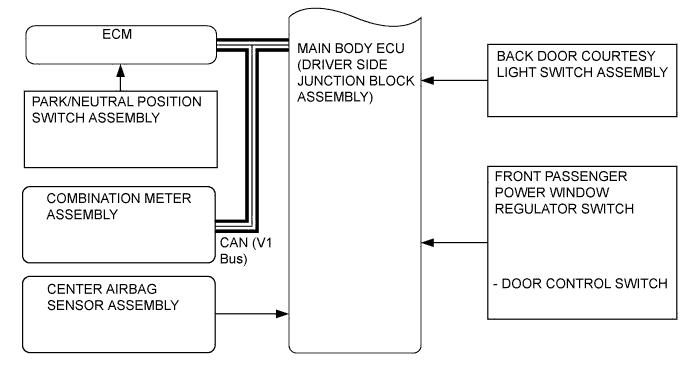 ECM
PARK/NEUTRAL POSITION
SWITCH ASSEMBLY
COMBINATION METER
ASSEMBLY
CAN (V1
Bus)
CENTER AIRBAG
SENSOR ASSEMBLY
MAIN BODY ECU
(DRIVER SIDE
JUNCTION BLOCK
ASSEMBLY)
BACK DOOR COURTESY
LIGHT SWITCH ASSEMBLY
FRONT PASSENGER
POWER WINDOW
REGULATOR SWITCH
- DOOR CONTROL SWITCH